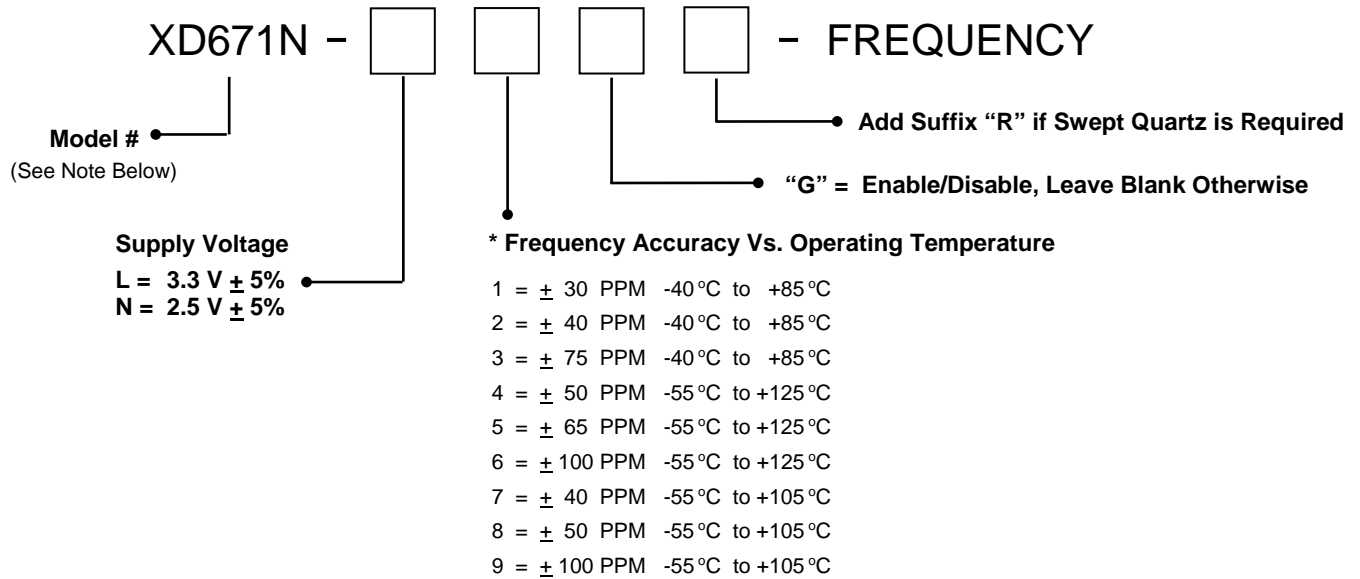 XD671N – – FREQUENCY
Add Suffix “R” if Swept Quartz is Required
Model #
(See Note Below)
“G” = Enable/Disable, Leave Blank Otherwise
Supply Voltage
L = 3.3 V ± 5%
N = 2.5 V ± 5%
* Frequency Accuracy Vs. Operating Temperature
1 = ± 30 PPM -40 °C to +85 °C
2 = ± 40 PPM -40 °C to +85 °C
3 = ± 75 PPM -40 °C to +85 °C
4 = ± 50 PPM -55 °C to +125 °C
5 = ± 65 PPM -55 °C to +125 °C
6 = ± 100 PPM -55 °C to +125 °C
7 = ± 40 PPM -55 °C to +105 °C
8 = ± 50 PPM -55 °C to +105 °C
9 = ± 100 PPM -55 °C to +105 °C